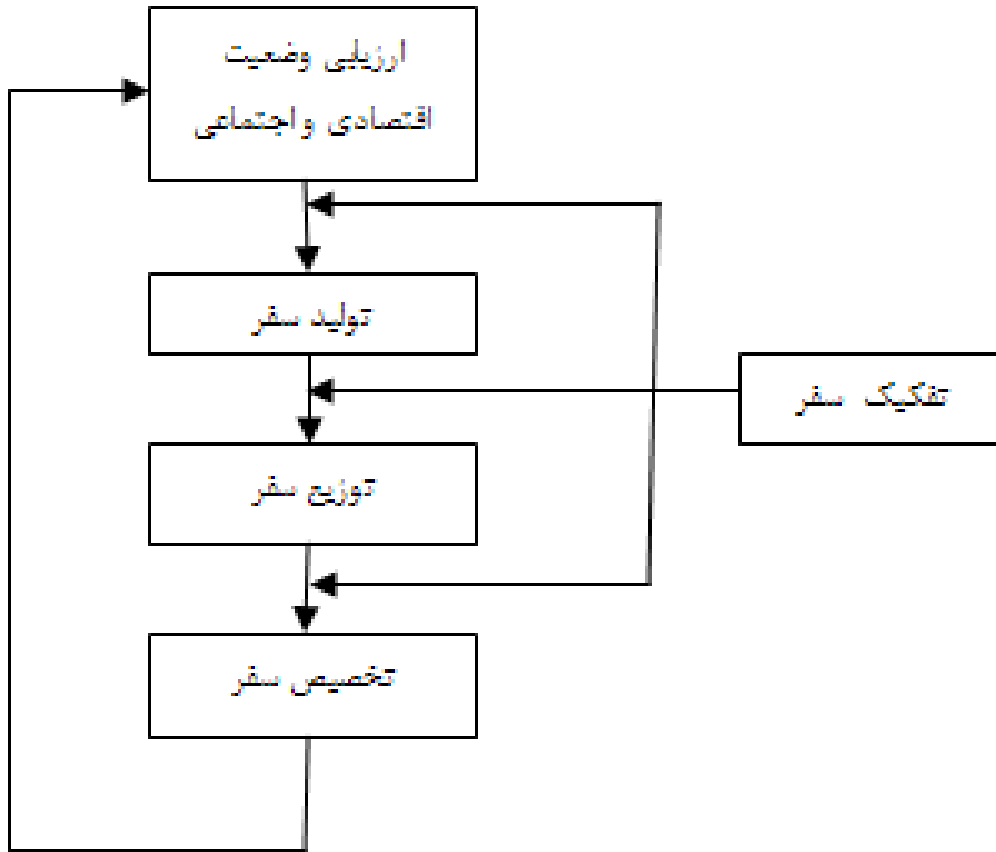 ارزیابی وضعیت
اقتصادی و اجتماعی
تولید سفر
تفکیک سفر
توزیع سفر
تخصیص سفر